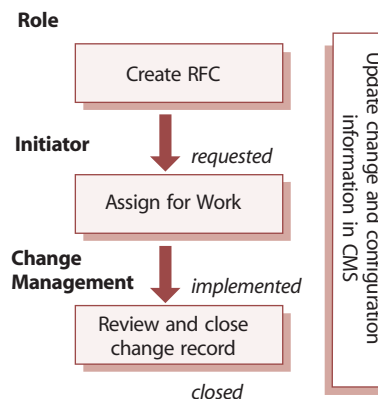 Role
Create RFC
Initiator
requested
Assign for Work
Change
Management
implemented
Review and close
change record
closed
Update change and configuration
information in CMS